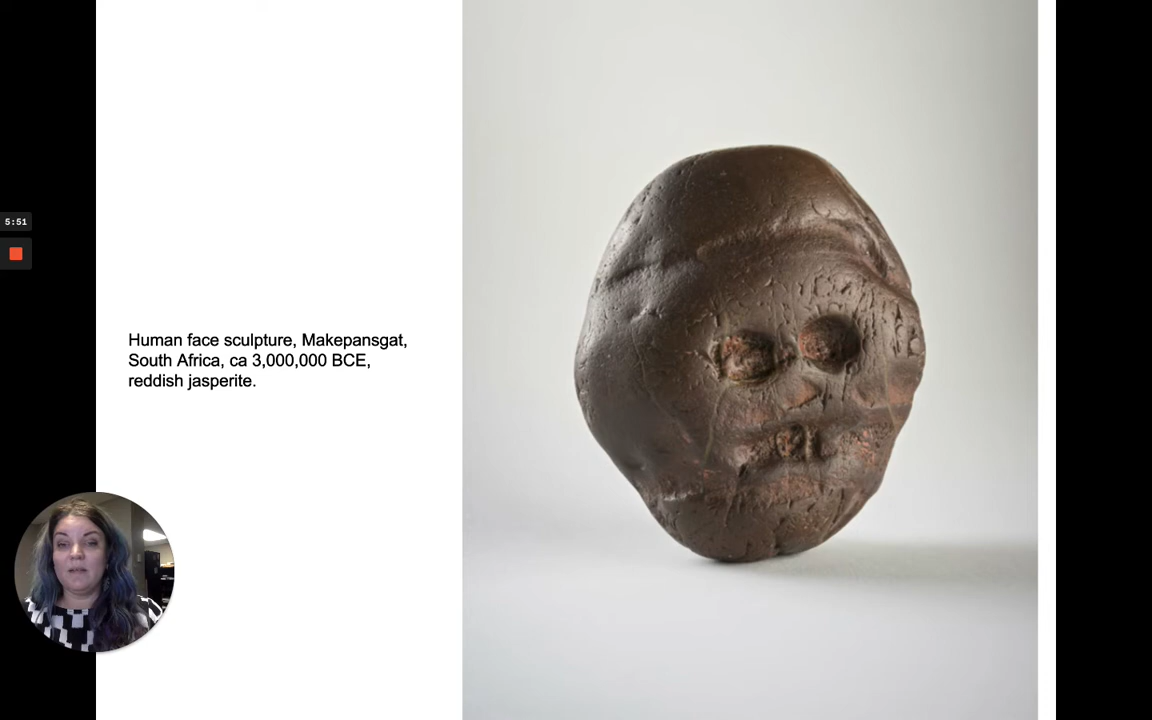 5:51
Human face sculpture, Makepansgat,
South Africa, ca 3,000,000 BCE,
reddish jasperite.